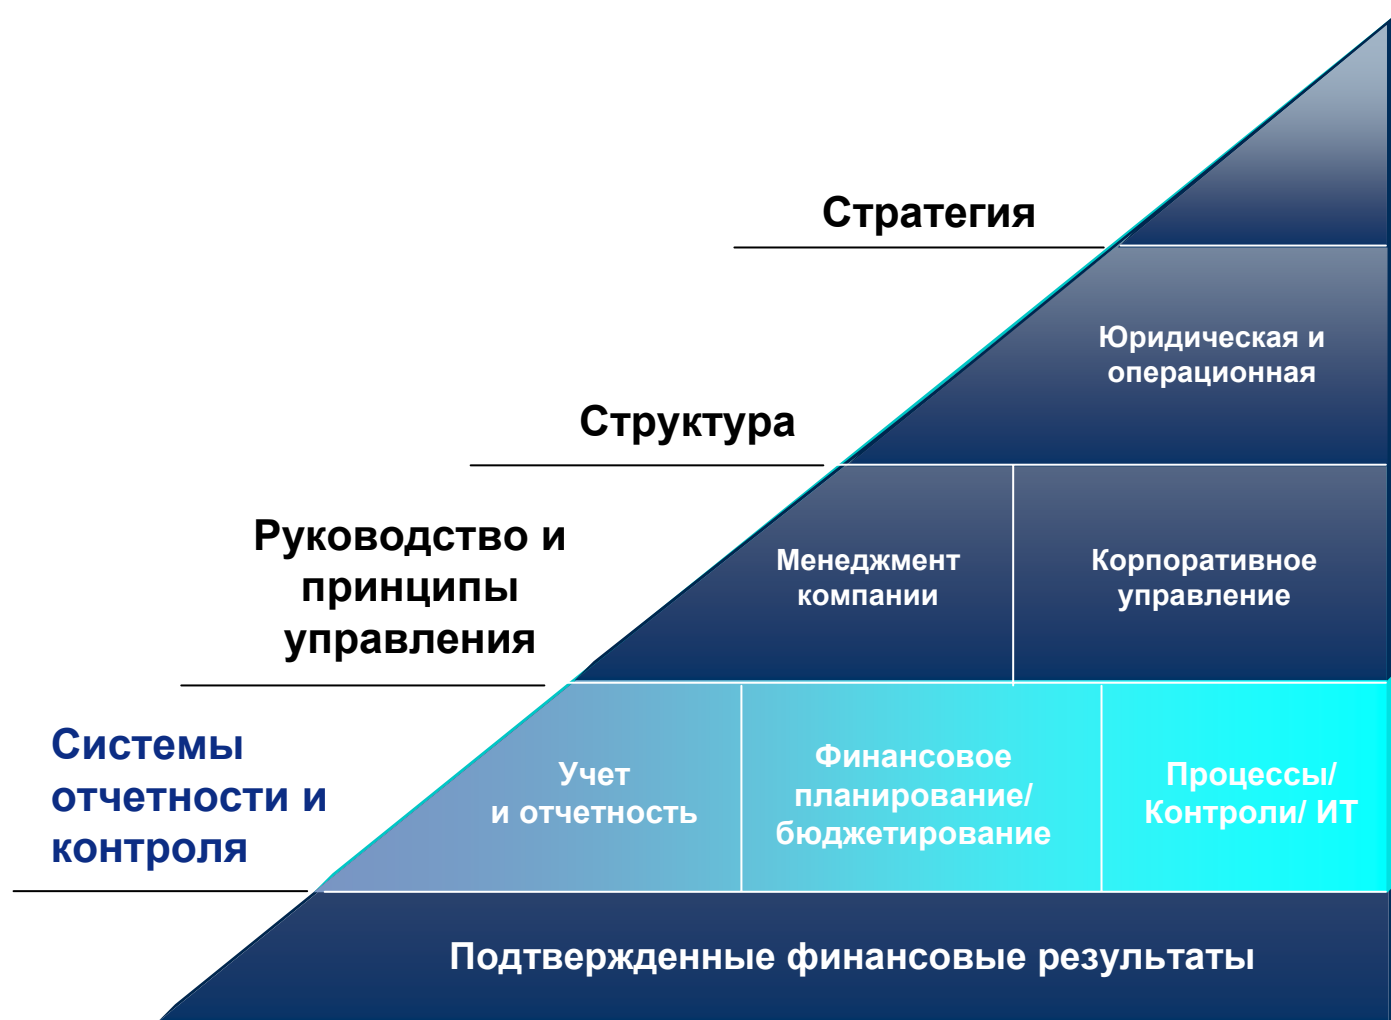 Стратегия
Юридическая и
операционная
Структура
Руководство и
принципы
управления
Менеджмент
компании
Корпоративное
управление
Системы
отчетности и
контроля
Учет
и отчетность
Финансовое
планирование/
бюджетирование
Процессы/
Контроли/ ИТ
Подтвержденные финансовые результаты